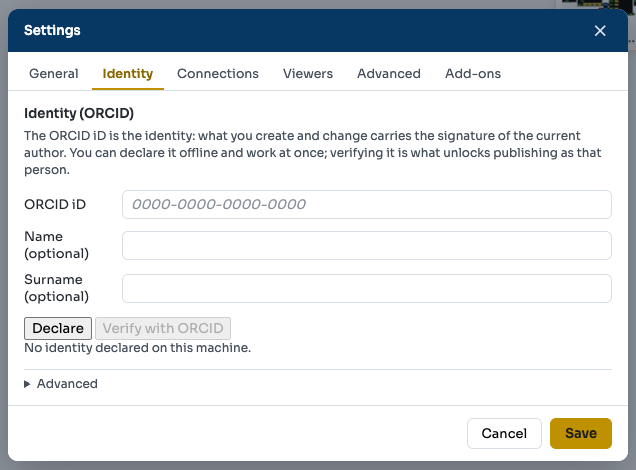 Settings
General Identity Connections Viewers Advanced Add-ons
Identity (ORCID)
The ORCID iD is the identity: what you create and change carries the signature of the current
author. You can declare it offline and work at once; verifying it is what unlocks publishing as that
person.
ORCID iD
0000-0000-0000-0000
Name
(optional)
Surname
(optional)
Declare Verify with ORCID
No identity declared on this machine.
Advanced
Cancel Save